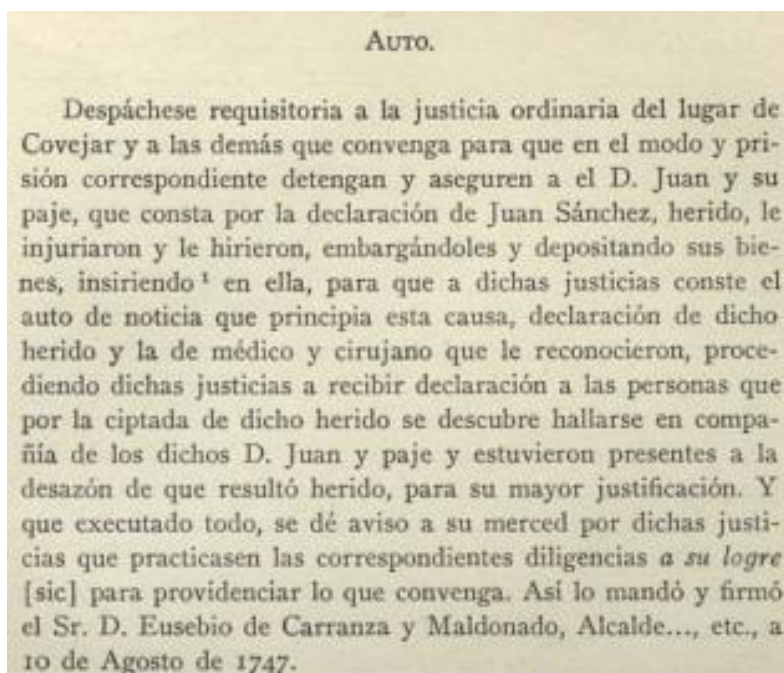 AUTO.
Despáchese requisitoria a la justicia ordinaria del lugar de
Covejar y a las demás que convenga para que en el modo y pri-
sión correspondiente detengan y aseguren a el D. Juan y su
paje, que consta por la declaración de Juan Sánchez, herido, le
injuriaron y le hirieron, embargándoles y depositando sus bie-
nes, insiriendo ¹ en ella, para que a dichas justicias conste el
auto de noticia que principia esta causa, declaración de dicho
herido y la de médico y cirujano que le reconocieron, proce-
diendo dichas justicias a recibir declaración a las personas que
por la ciptada de dicho herido se descubre hallarse en compa-
ñía de los dichos D. Juan y paje y estuvieron presentes a la
desazón de que resultó herido, para su mayor justificación. Y
que executado todo, se dé aviso a su merced por dichas justi-
cias que practicasen las correspondientes diligencias a su logre
[sic] para providenciar lo que convenga. Así lo mandó y firmó
el Sr. D. Eusebio de Carranza y Maldonado, Alcalde..., etc., a
10 de Agosto de 1747.